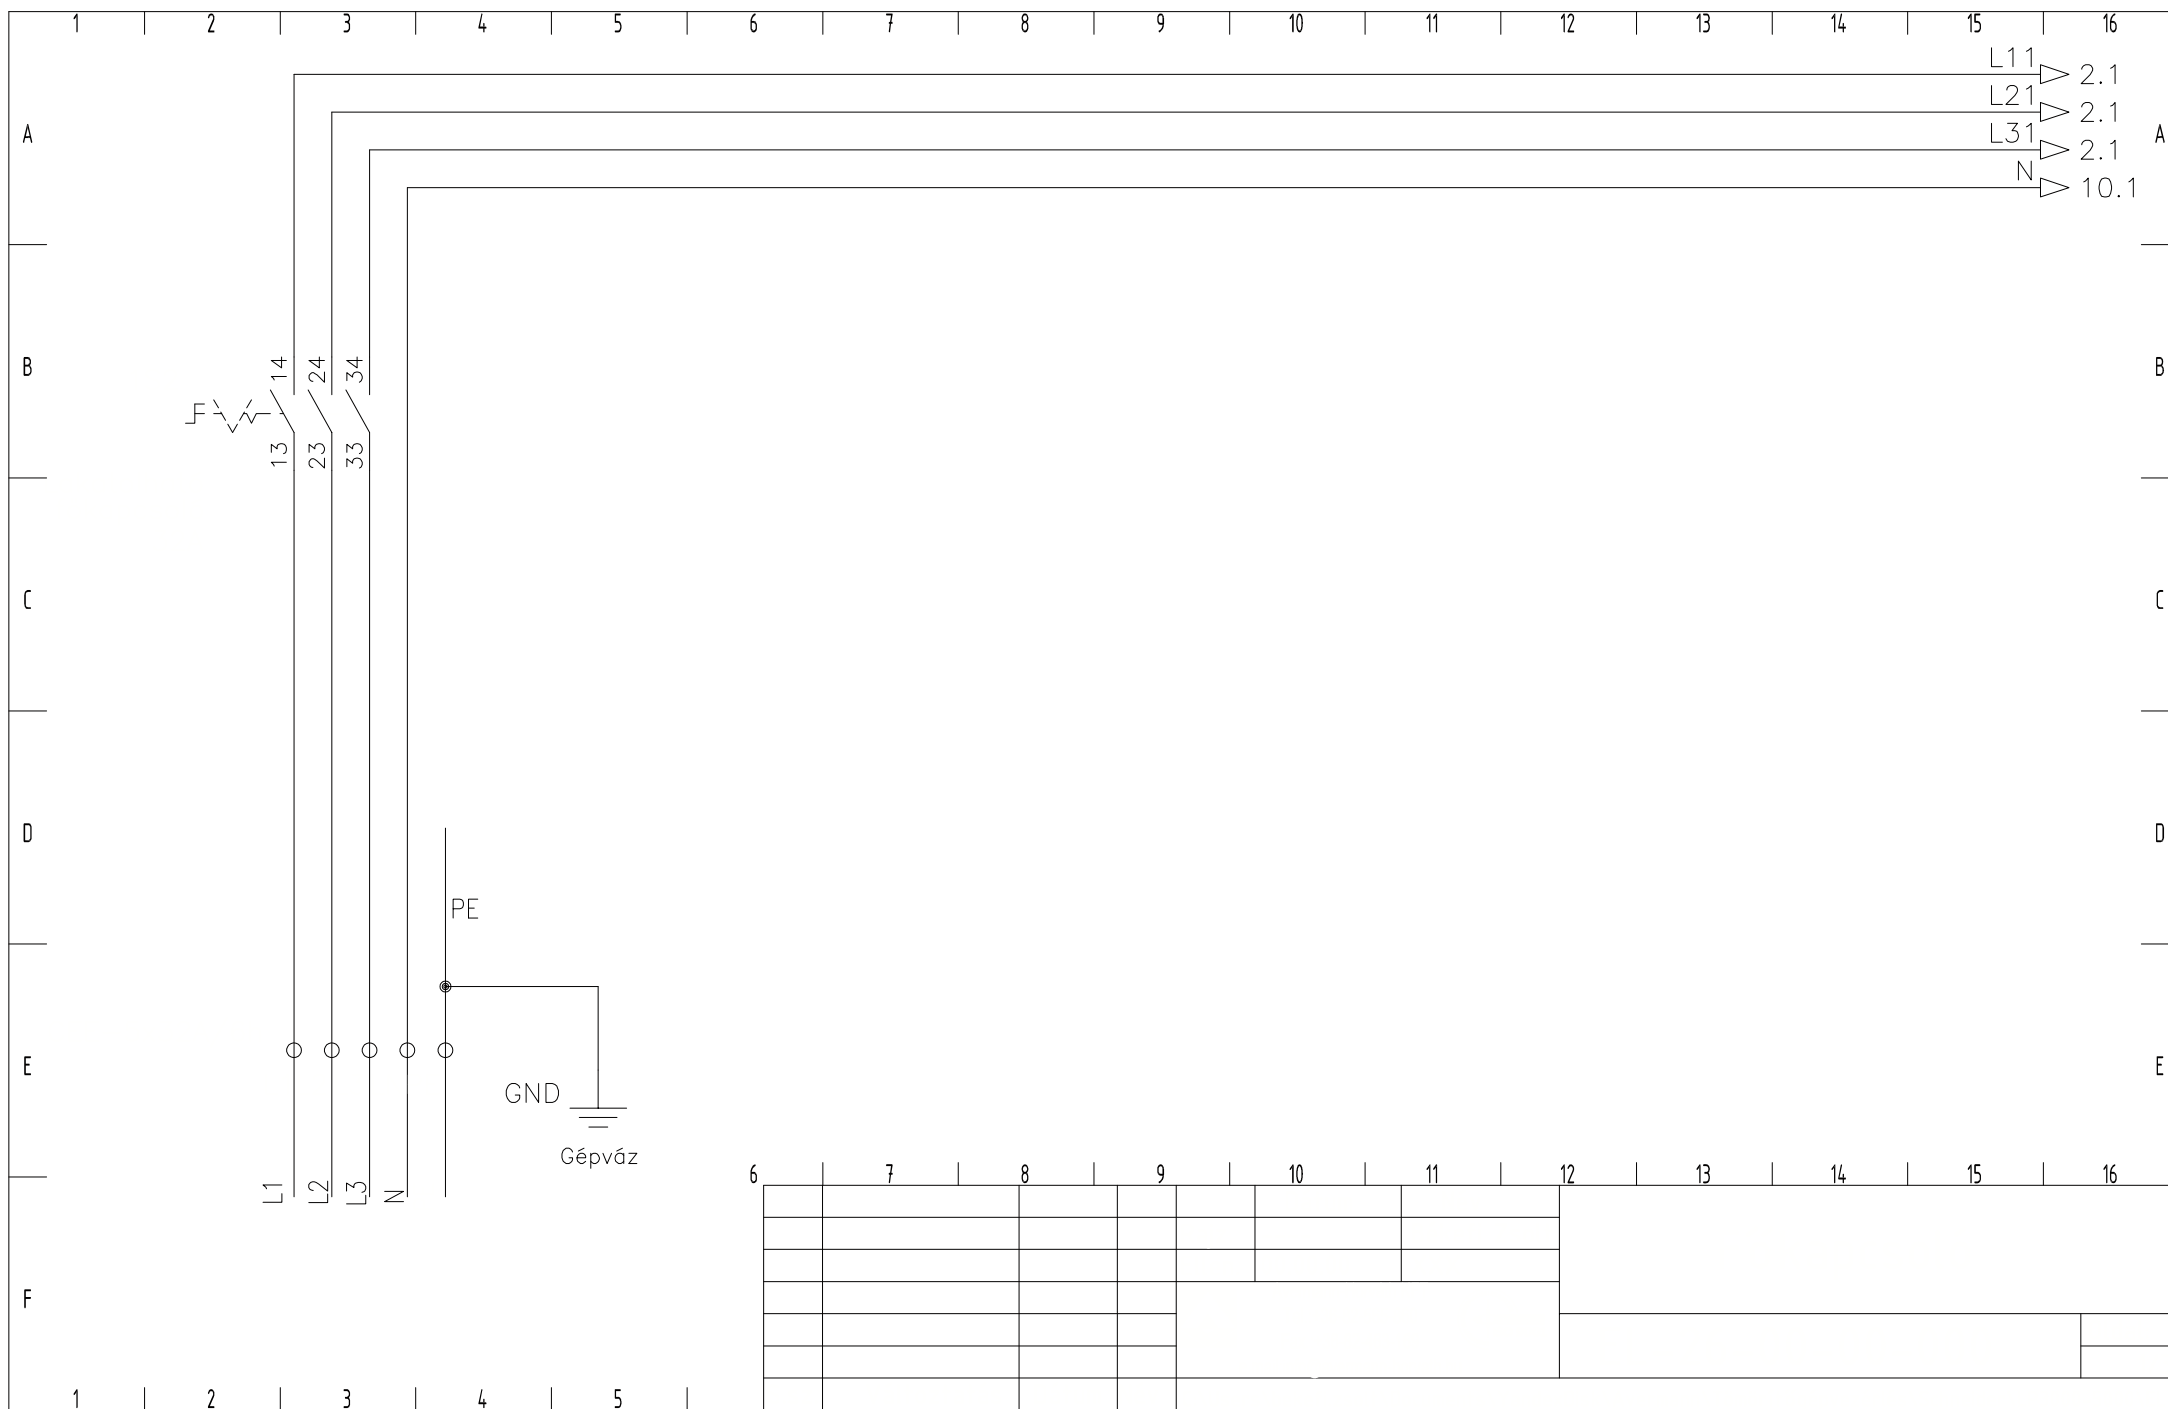 1 2 3 4 5 6 7 8 9 10 11 12 13 14 15 16
L11 2.1
L21 2.1
A L31 2.1 A
N 10.1
B 14 24 34 B
13 23 33
C C
D D
PE
E E
GND
Gépváz
6 7 8 9 10 11 12 13 14 15 16
L1 L2 L3 N
F
1 2 3 4 5